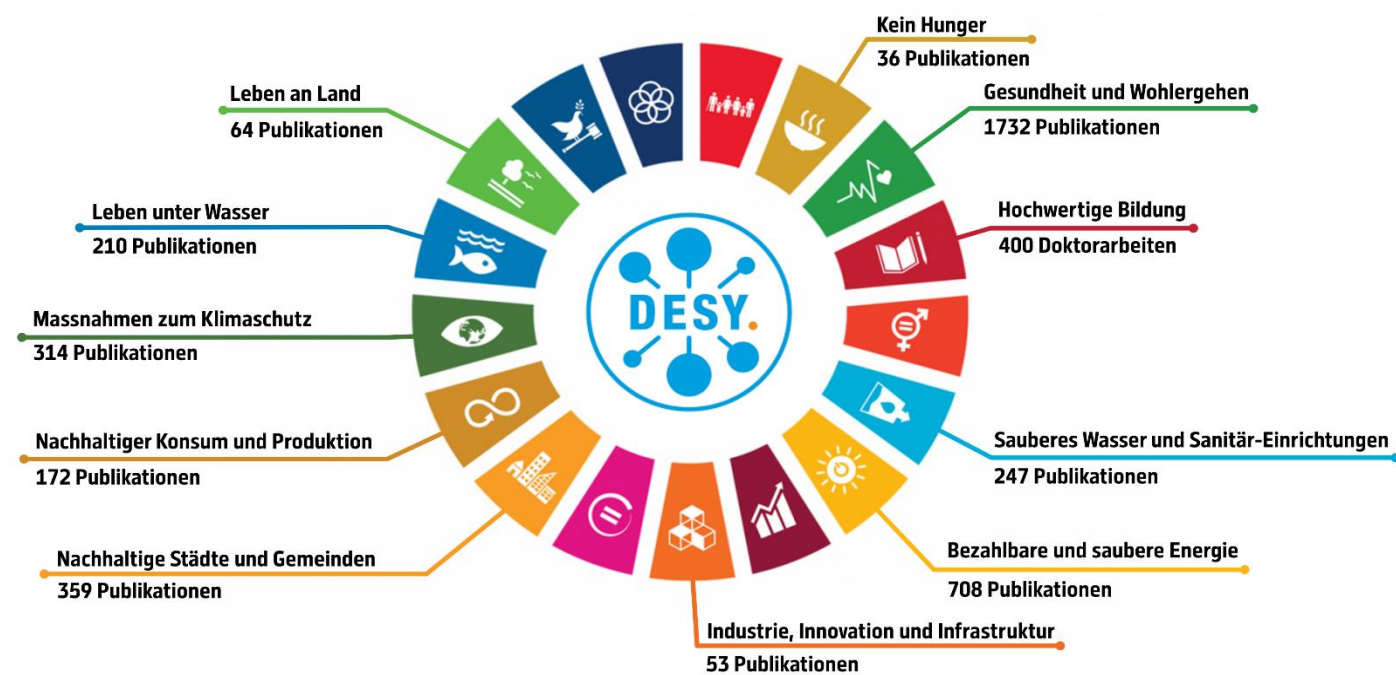 Kein Hunger
36 Publikationen
Gesundheit und Wohlergehen
1732 Publikationen
Hochwertige Bildung
400 Doktorarbeiten
Sauberes Wasser und Sanitär-Einrichtungen
247 Publikationen
Bezahlbare und saubere Energie
708 Publikationen
Industrie, Innovation und Infrastruktur
53 Publikationen
Nachhaltige Städte und Gemeinden
359 Publikationen
Nachhaltiger Konsum und Produktion
172 Publikationen
Massnahmen zum Klimaschutz
314 Publikationen
Leben unter Wasser
210 Publikationen
Leben an Land
64 Publikationen
DESY.